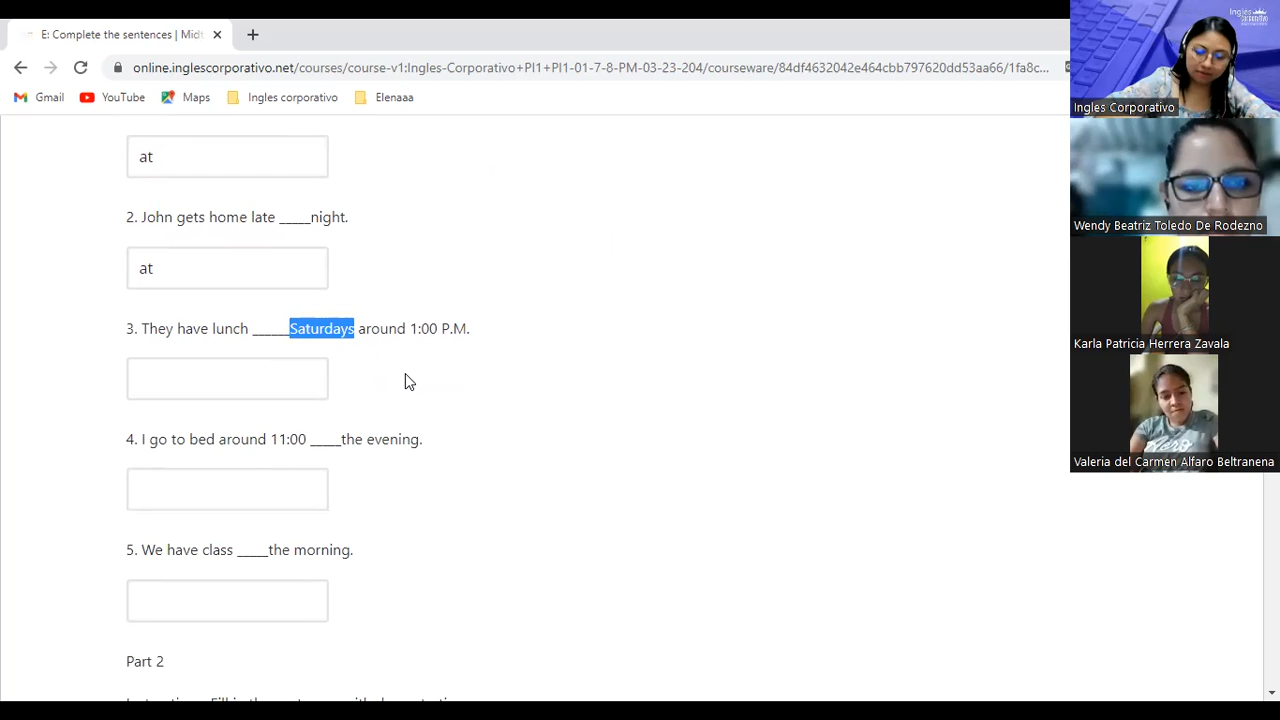 E: Complete the sentences | Mid
online.inglescorporativo.net/courses/course-v1:Ingles-Corporativo+PI1+PI1-01-7-8-PM-03-23-204/courseware/84df4632042e464cbb797620dd53aa66/1fa8c...
Gmail YouTube Maps Ingles corporativo Elenaaa
at
2. John gets home late _____night.
at
3. They have lunch ______Saturdays around 1:00 P.M.
4. I go to bed around 11:00 _____the evening.
5. We have class _____the morning.
Part 2
Ingles
Ingles Corporativo
Wendy Beatriz Toledo De Rodezno
Karla Patricia Herrera Zavala
Valeria del Carmen Alfaro Beltranena